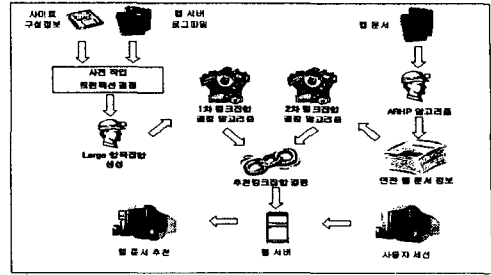 사이트
구성정보
웹 서버
로그파일
웹 문서
사전 작업
트랜잭션 결정
1차 링크집합
결정 알고리즘
2차 링크집합
결정 알고리즘
ARHP 알고리즘
Large 항목집합
생성
추천링크집합 결정
연관 웹 문서 정보
웹 문서 추천
웹 서버
사용자 세션